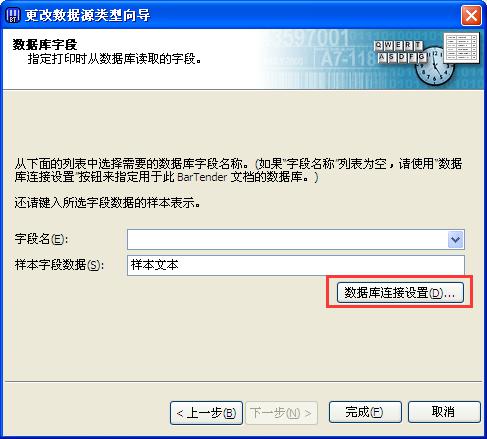 更改数据源类型向导
数据库字段
指定打印时从数据库读取的字段。
从下面的列表中选择需要的数据库字段名称。(如果"字段名称"列表为空，请使用"数
据库连接设置"按钮来指定用于此 BarTender 文档的数据库。)
还请键入所选字段数据的样本表示。
字段名(E):
样本字段数据(S): 样本文本
数据库连接设置(D)...
< 上一步(B) 下一步(N) > 完成(F) 取消